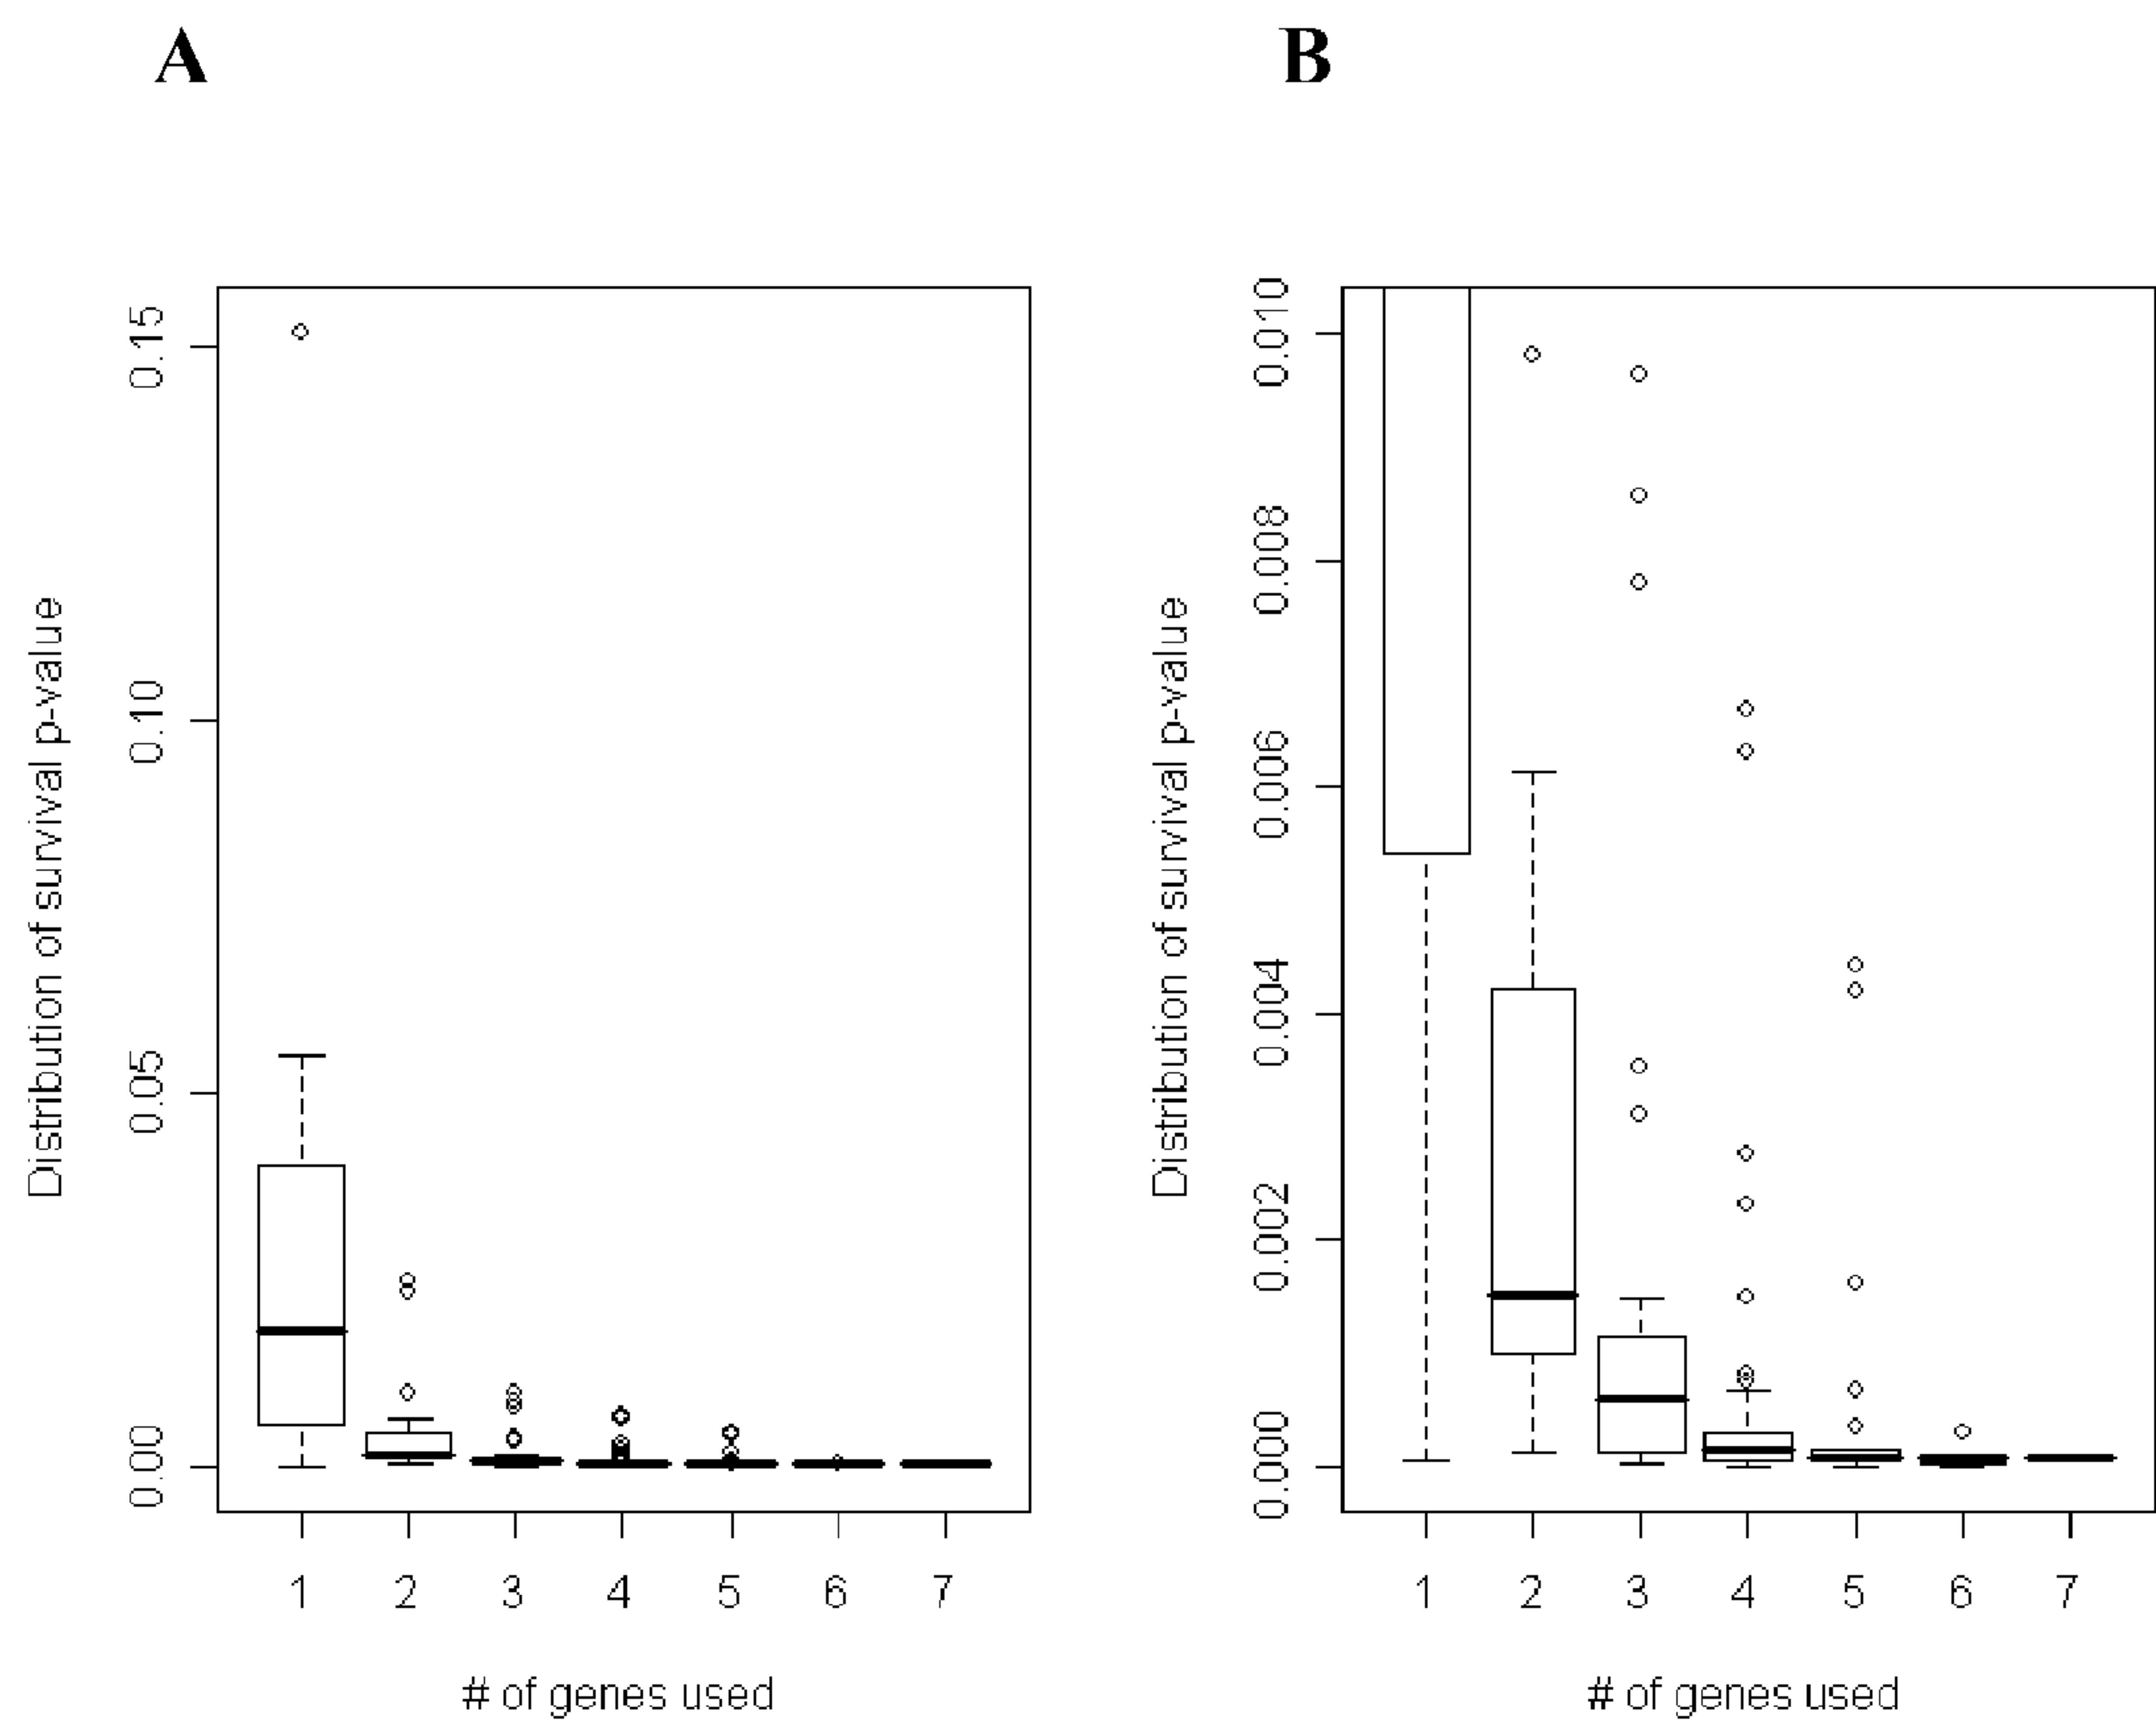 A
Distribution of survival p-value
0.15
0.10
0.05
0.00
1 2 3 4 5 6 7
# of genes used
B
Distribution of survival p-value
0.010
0.008
0.006
0.004
0.002
0.000
1 2 3 4 5 6 7
# of genes used